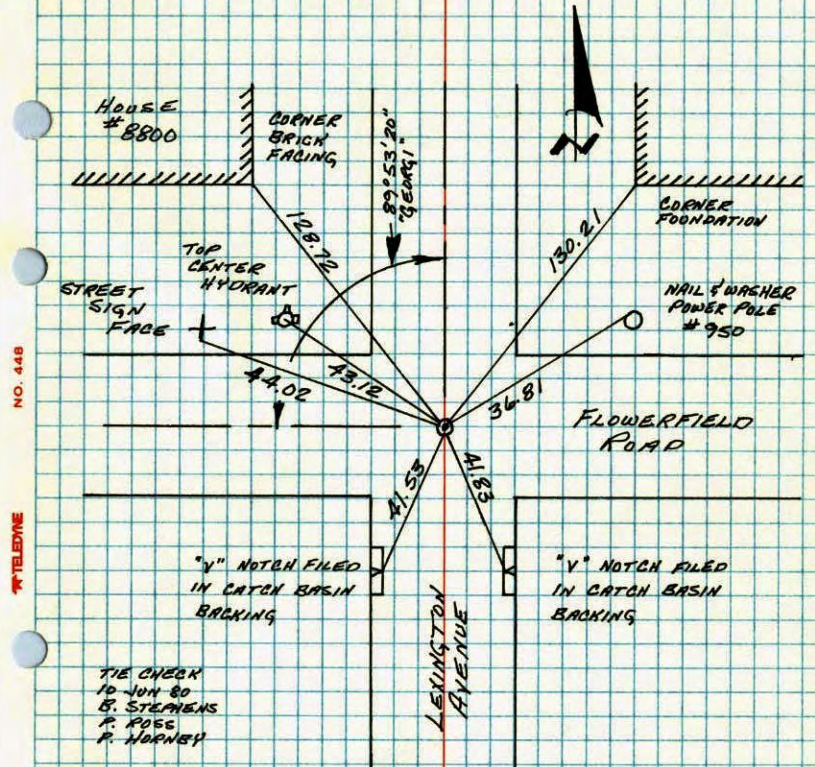 HOUSE
# 8800
CORNER
BRICK
FACING
89°53'20"
"GEORGI"
N
CORNER
FOUNDATION
128.72
130.21
TOP
CENTER
HYDRANT
STREET
SIGN
FACE
NAIL & WASHER
POWER POLE
# 950
44.02
43.12
36.81
FLOWERFIELD
ROAD
41.53
41.83
"V" NOTCH FILED
IN CATCH BASIN
BACKING
"V" NOTCH FILED
IN CATCH BASIN
BACKING
LEXINGTON
AVENUE
TIE CHECK
10 JUN 80
B. STEPHENS
P. ROSS
P. HORNBY
NO. 448
TELEDYNE